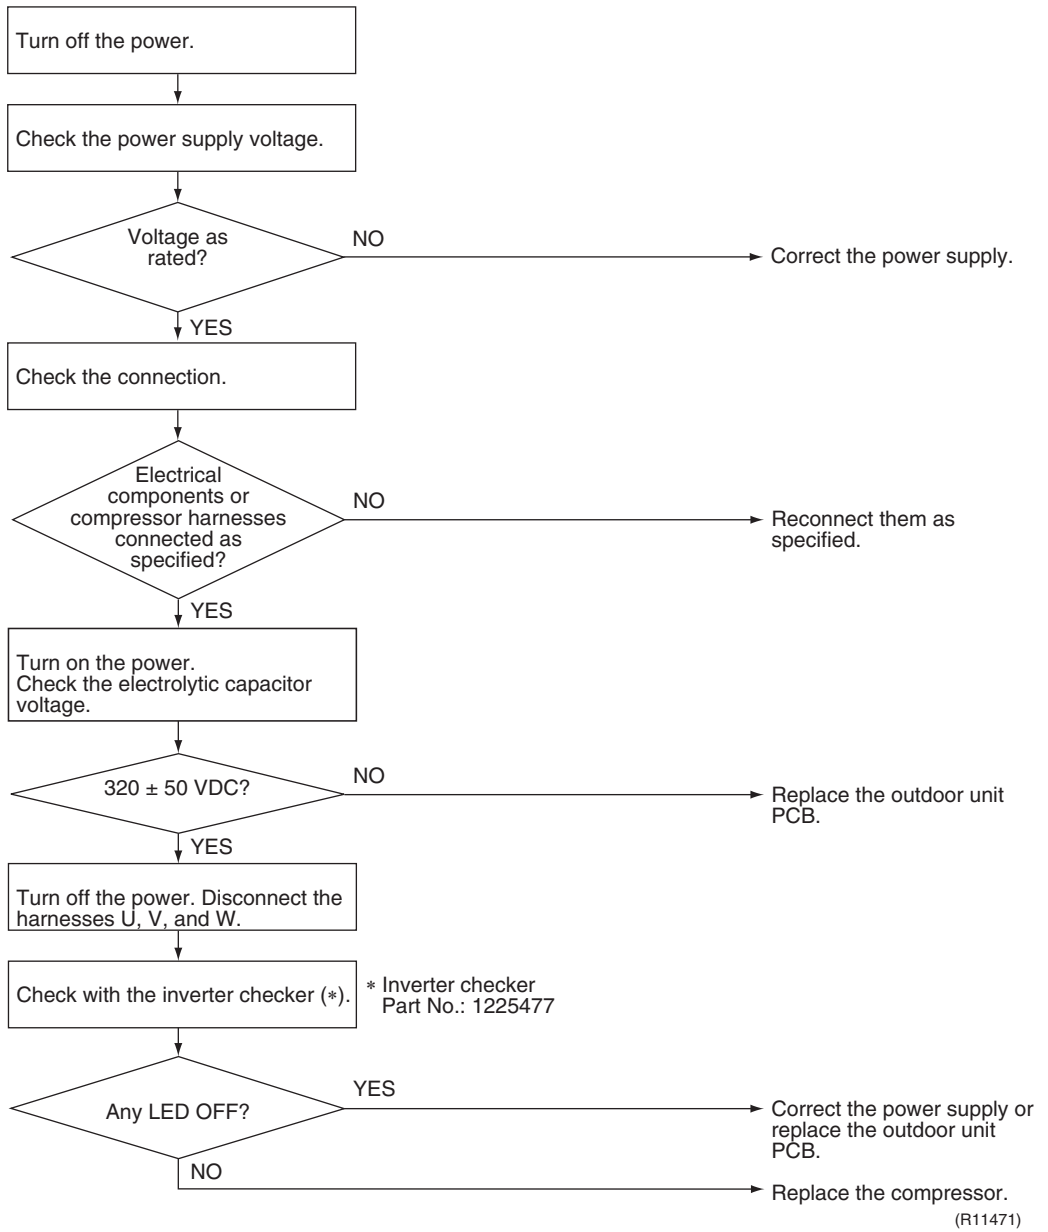 Turn off the power.
Check the power supply voltage.
Voltage as
rated?
NO
Correct the power supply.
YES
Check the connection.
Electrical
components or
compressor harnesses
connected as
specified?
NO
Reconnect them as
specified.
YES
Turn on the power.
Check the electrolytic capacitor
voltage.
320 ± 50 VDC?
NO
Replace the outdoor unit
PCB.
YES
Turn off the power. Disconnect the
harnesses U, V, and W.
Check with the inverter checker (∗).
∗ Inverter checker
Part No.: 1225477
Any LED OFF?
YES
Correct the power supply or
replace the outdoor unit
PCB.
NO
Replace the compressor.
(R11471)